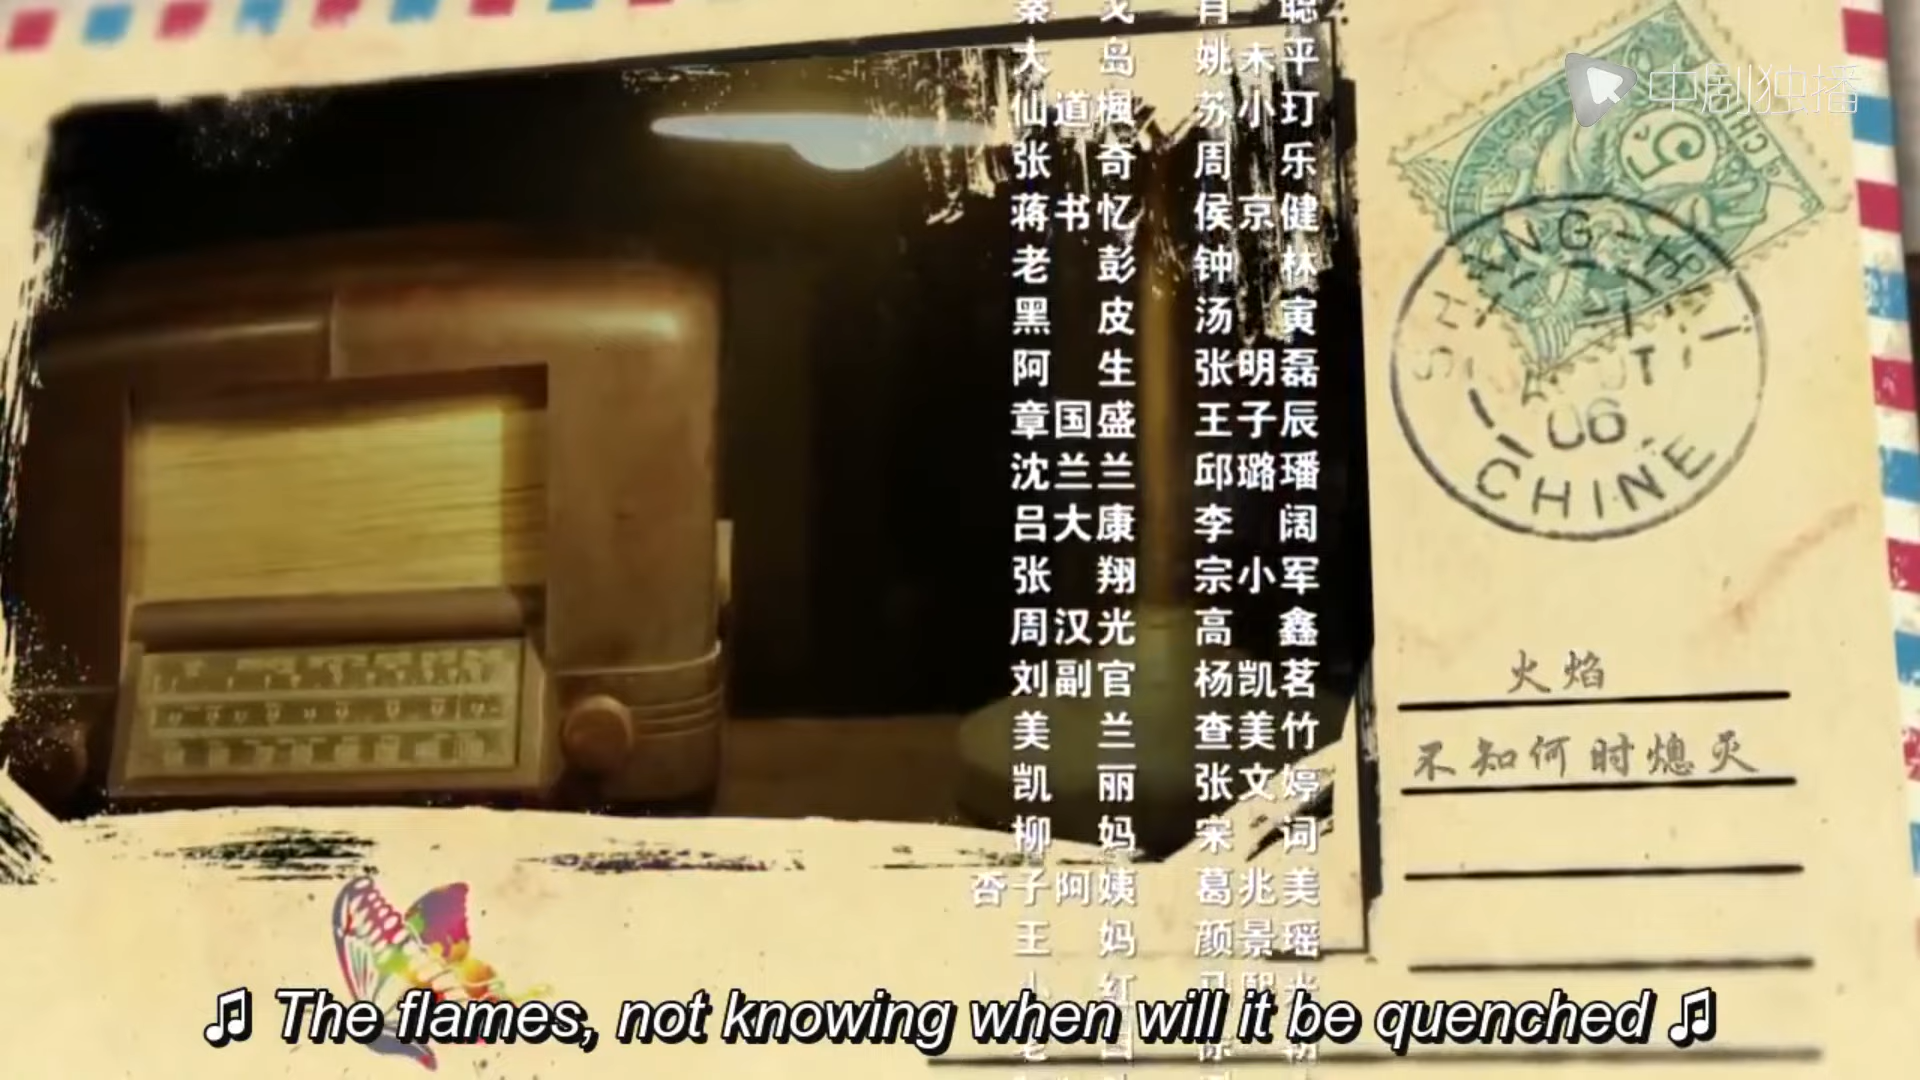 中剧独播
大岛 姚未平
仙道楓 苏小玎
张奇 周乐
蒋书忆 侯京健
老彭 钟林
黑皮 汤寅
阿生 张明磊
章国盛 王子辰
沈兰兰 邱璐璠
吕大康 李阔
张翔 宗小军
周汉光 高鑫
刘副官 杨凯茗
美兰 查美竹
凯丽 张文婷
柳妈 宋词
杏子阿姨 葛兆美
王妈 颜景瑶
小红
5
CHINE
06
火焰
不知何时熄灭
♫ The flames, not knowing when will it be quenched ♫